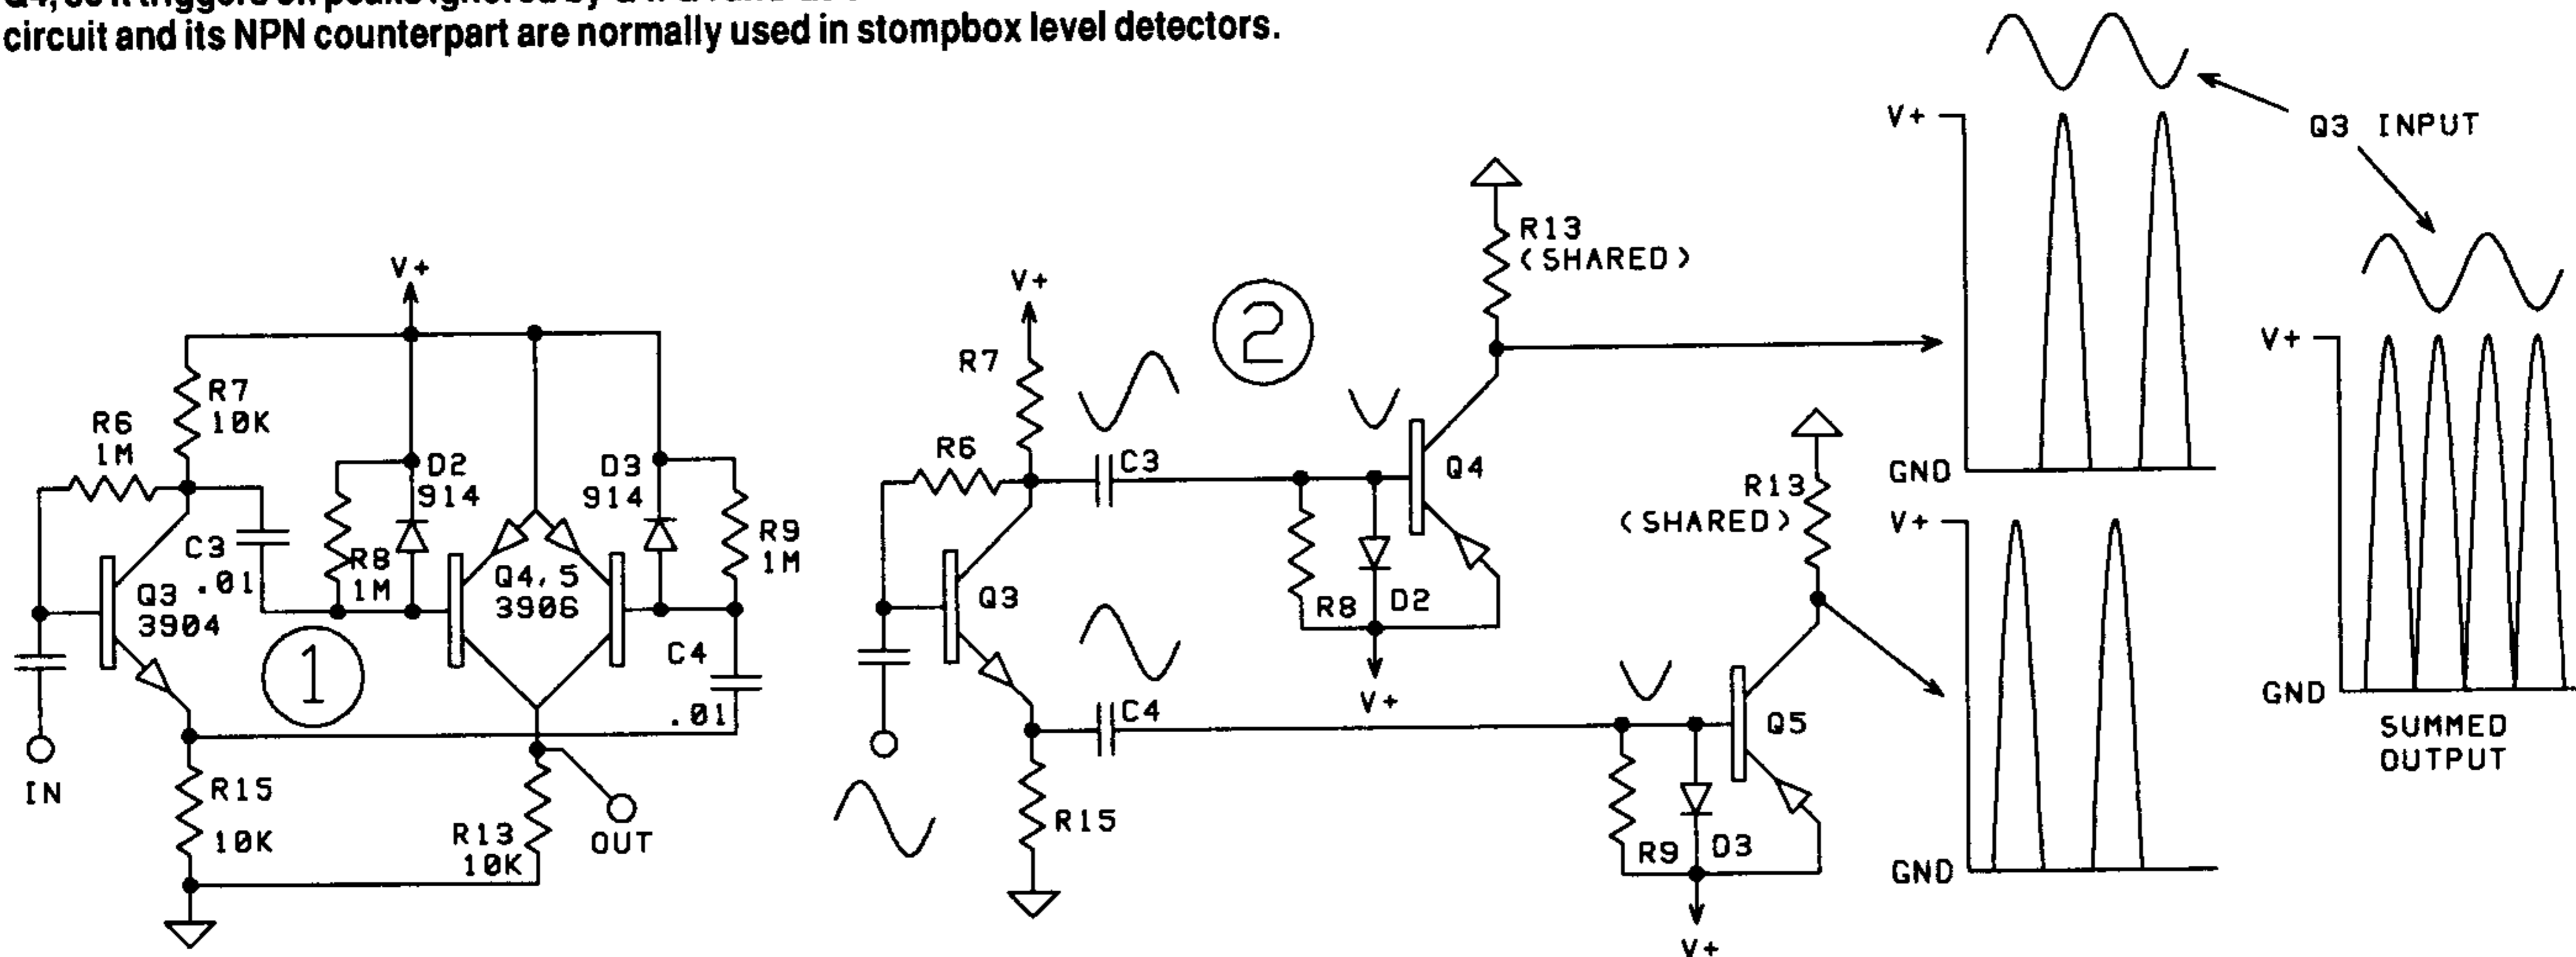 circuit and its NPN counterpart are normally used in stompbox level detectors.
V+
R7
10K
R6
1M
D2
914
D3
914
C3
.01
R8
1M
Q4, 5
3906
R9
1M
Q3
3904
1
C4
.01
IN
R15
10K
R13
10K
OUT
V+
2
R7
R6
C3
R13
(SHARED)
Q4
Q3
R8
D2
V+
C4
R15
R13
(SHARED)
Q5
R9
D3
V+
V+
GND
Q3 INPUT
V+
GND
V+
GND
SUMMED
OUTPUT